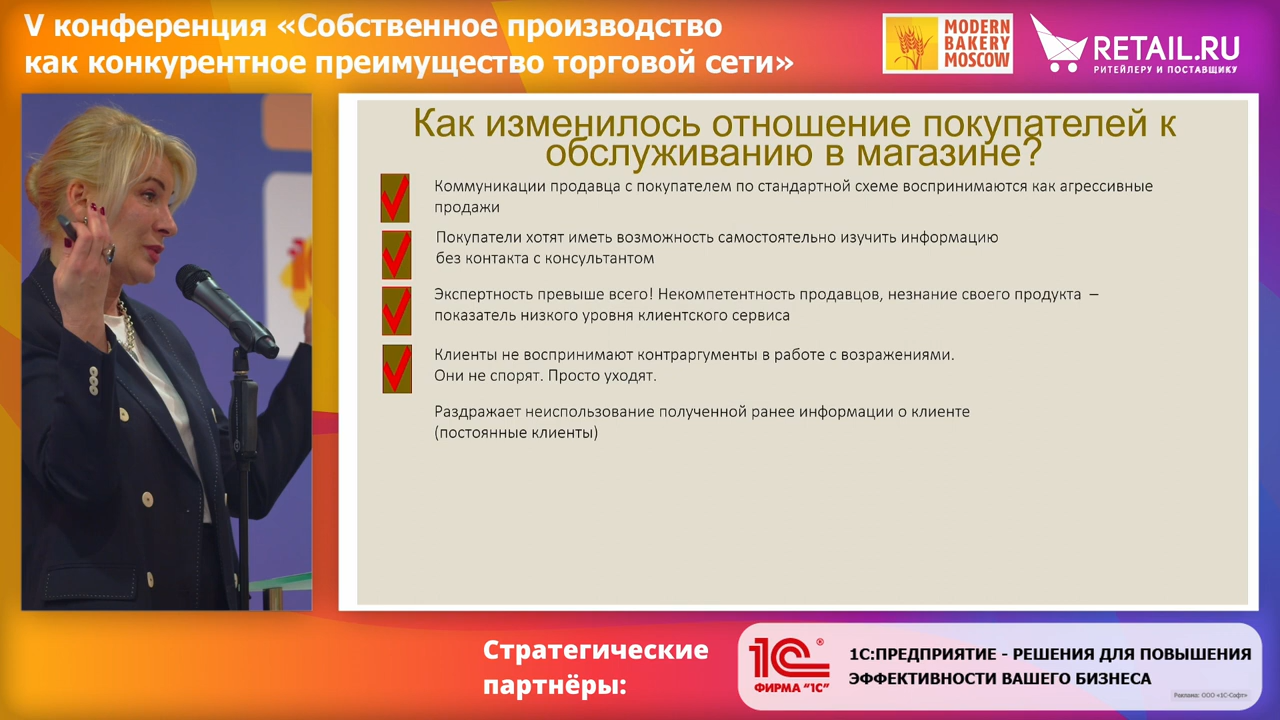 V конференция «Собственное производство
как конкурентное преимущество торговой сети»
MODERN
BAKERY
MOSCOW
RETAIL.RU
РИТЕЙЛЕРУ И ПОСТАВЩИКУ
Как изменилось отношение покупателей к
обслуживанию в магазине?
Коммуникации продавца с покупателем по стандартной схеме воспринимаются как агрессивные
продажи
Покупатели хотят иметь возможность самостоятельно изучить информацию
без контакта с консультантом
Экспертность превыше всего! Некомпетентность продавцов, незнание своего продукта –
показатель низкого уровня клиентского сервиса
Клиенты не воспринимают контраргументы в работе с возражениями.
Они не спорят. Просто уходят.
Раздражает неиспользование полученной ранее информации о клиенте
(постоянные клиенты)
Стратегические
партнёры:
1С®
ФИРМА "1С"
1С:ПРЕДПРИЯТИЕ - РЕШЕНИЯ ДЛЯ ПОВЫШЕНИЯ
ЭФФЕКТИВНОСТИ ВАШЕГО БИЗНЕСА
Реклама: ООО «1С-Софт»